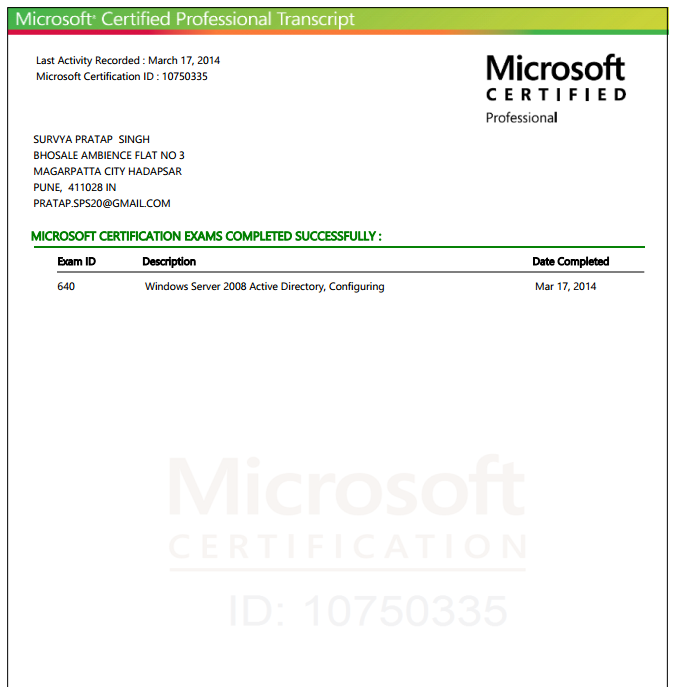 Microsoft® Certified Professional Transcript
Last Activity Recorded : March 17, 2014
Microsoft Certification ID : 10750335
Microsoft
CERTIFIED
Professional
SURVYA PRATAP SINGH
BHOSALE AMBIENCE FLAT NO 3
MAGARPATTA CITY HADAPSAR
PUNE, 411028 IN
PRATAP.SPS20@GMAIL.COM
MICROSOFT CERTIFICATION EXAMS COMPLETED SUCCESSFULLY :
Exam ID Description Date Completed
640 Windows Server 2008 Active Directory, Configuring Mar 17, 2014
Microsoft
CERTIFICATION
ID: 10750335